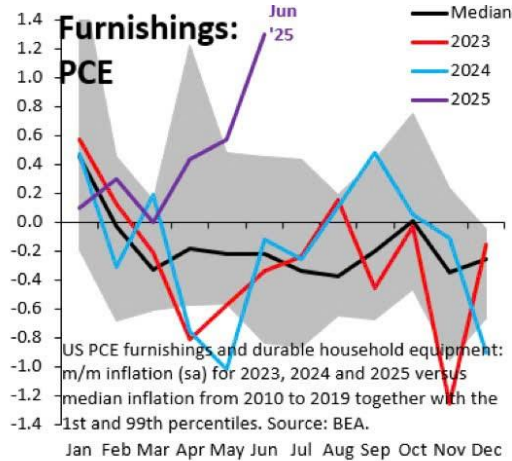 Furnishings:
PCE
Jun
'25
Median
2023
2024
2025
1.4
1.2
1.0
0.8
0.6
0.4
0.2
0.0
-0.2
-0.4
-0.6
-0.8
-1.0
-1.2
-1.4
US PCE furnishings and durable household equipment:
m/m inflation (sa) for 2023, 2024 and 2025 versus
median inflation from 2010 to 2019 together with the
1st and 99th percentiles. Source: BEA.
Jan Feb Mar Apr May Jun Jul Aug Sep Oct Nov Dec